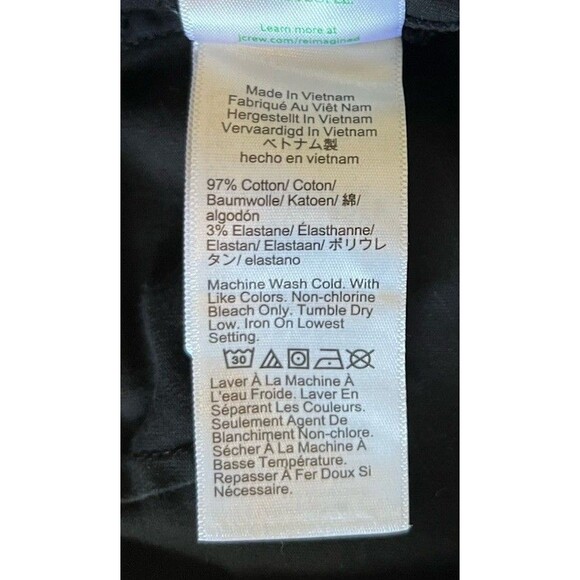 Learn more at
jcrew.com/reimagined
Made In Vietnam
Fabriqué Au Viêt Nam
Hergestellt In Vietnam
Vervaardigd In Vietnam
ベトナム製
hecho en vietnam
97% Cotton/ Coton/
Baumwolle/ Katoen/ 綿/
algodón
3% Elastane/ Élasthanne/
Elastan/ Elastaan/ ポリウレ
タン/ elastano
Machine Wash Cold. With
Like Colors. Non-chlorine
Bleach Only. Tumble Dry
Low. Iron On Lowest
Setting.
30
Laver À La Machine À
L'eau Froide. Laver En
Séparant Les Couleurs.
Seulement Agent De
Blanchiment Non-chlore.
Sécher À La Machine À
Basse Température.
Repasser À Fer Doux Si
Nécessaire.